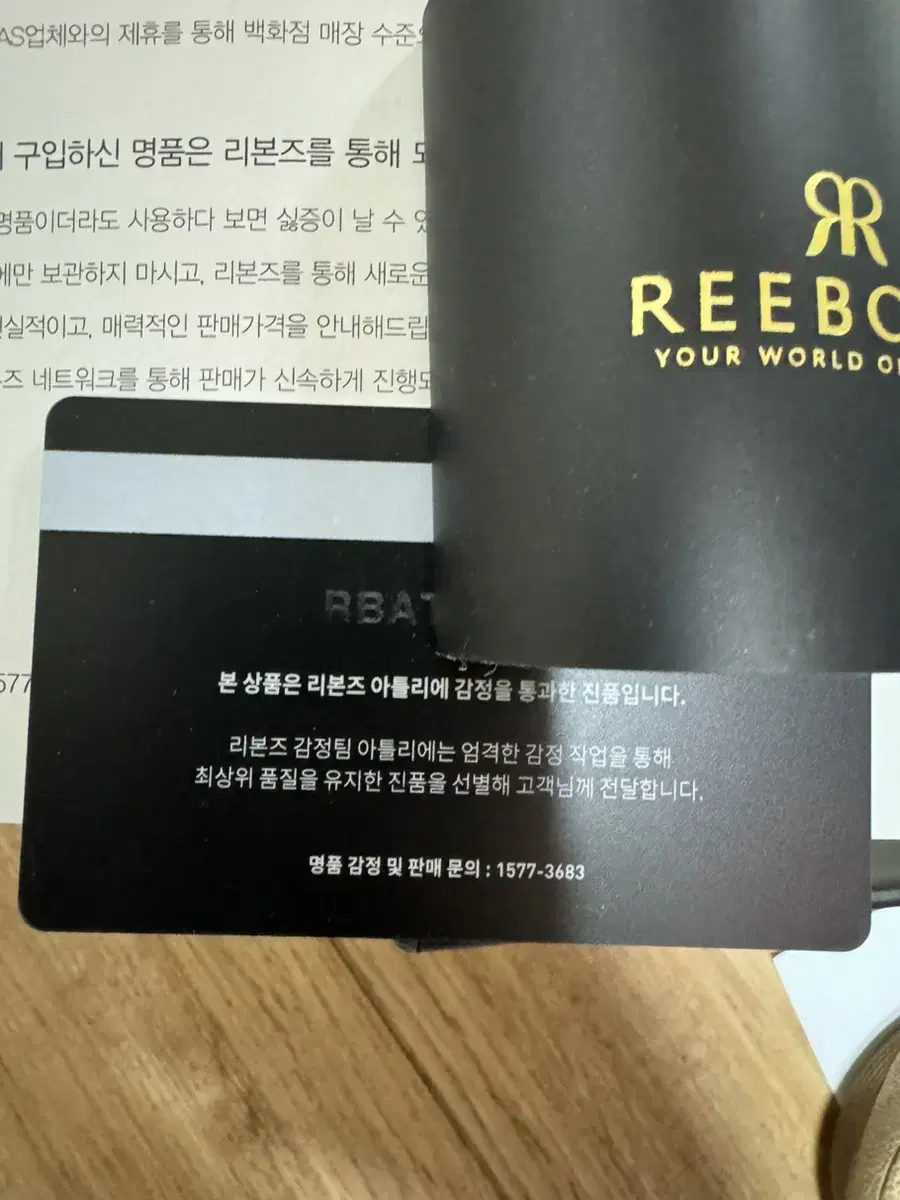 AS업체와의 제휴를 통해 백화점 매장 수준
구입하신 명품은 리본즈를 통해
명품이더라도 사용하다 보면 싫증이 날 수
에만 보관하지 마시고, 리본즈를 통해 새로운
실적이고, 매력적인 판매가격을 안내해드립
즈 네트워크를 통해 판매가 신속하게 진행
RR
REEBO
YOUR WORLD O
RBAT
577
본 상품은 리본즈 아틀리에 감정을 통과한 진품입니다.
리본즈 감정팀 아틀리에는 엄격한 감정 작업을 통해
최상위 품질을 유지한 진품을 선별해 고객님께 전달합니다.
명품 감정 및 판매 문의 : 1577-3683